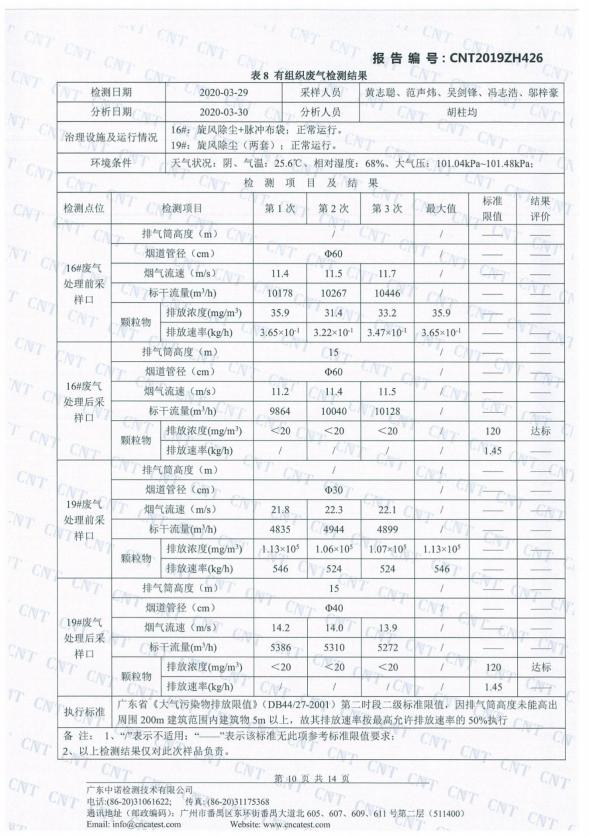 报 告 编 号：CNT2019ZH426
表 8 有组织废气检测结果
检测日期 2020-03-29 采样人员 黄志聪、范声炜、吴剑锋、冯志浩、邬梓豪
分析日期 2020-03-30 分析人员 胡柱均
治理设施及运行情况 16#：旋风除尘+脉冲布袋；正常运行。
19#：旋风除尘（两套）；正常运行。
环境条件 天气状况：阴、气温：25.6℃、相对湿度：68%、大气压：101.04kPa~101.48kPa；
检 测 项 目 及 结 果
检测点位 检测项目 第 1 次 第 2 次 第 3 次 最大值 标准限值 结果评价
16#废气处理前采样口 排气筒高度（m） / / —— ——
烟道管径（cm） Φ60 / —— ——
烟气流速（m/s） 11.4 11.5 11.7 / —— ——
标干流量(m³/h) 10178 10267 10446 / —— ——
颗粒物 排放浓度(mg/m³) 35.9 31.4 33.2 35.9 —— ——
排放速率(kg/h) 3.65×10⁻¹ 3.22×10⁻¹ 3.47×10⁻¹ 3.65×10⁻¹ —— ——
16#废气处理后采样口 排气筒高度（m） 15 / —— ——
烟道管径（cm） Φ60 / —— ——
烟气流速（m/s） 11.2 11.4 11.5 / —— ——
标干流量(m³/h) 9864 10040 10128 / —— ——
颗粒物 排放浓度(mg/m³) ＜20 ＜20 ＜20 / 120 达标
排放速率(kg/h) / / / / 1.45 ——
19#废气处理前采样口 排气筒高度（m） / / —— ——
烟道管径（cm） Φ30 / —— ——
烟气流速（m/s） 21.8 22.3 22.1 / —— ——
标干流量(m³/h) 4835 4944 4899 / —— ——
颗粒物 排放浓度(mg/m³) 1.13×10⁵ 1.06×10⁵ 1.07×10⁵ 1.13×10⁵ —— ——
排放速率(kg/h) 546 524 524 546 —— ——
19#废气处理后采样口 排气筒高度（m） 15 / —— ——
烟道管径（cm） Φ40 / —— ——
烟气流速（m/s） 14.2 14.0 13.9 / —— ——
标干流量(m³/h) 5386 5310 5272 / —— ——
颗粒物 排放浓度(mg/m³) ＜20 ＜20 ＜20 / 120 达标
排放速率(kg/h) / / / / 1.45 ——
执行标准 广东省《大气污染物排放限值》（DB44/27-2001）第二时段二级标准限值，因排气筒高度未能高出
周围 200m 建筑范围内建筑物 5m 以上，故其排放速率按最高允许排放速率的 50%执行
备 注： 1、“/”表示不适用；“——”表示该标准无此项参考标准限值要求；
2、以上检测结果仅对此次样品负责。
第 10 页 共 14 页
广东中诺检测技术有限公司
电话:(86-20)31061622; 传真:(86-20)31175368
通讯地址（邮政编码）：广州市番禺区东环街番禺大道北 605、607、609、611 号第二层（511400）
Email: info@cncatest.com Website: www.cncatest.com